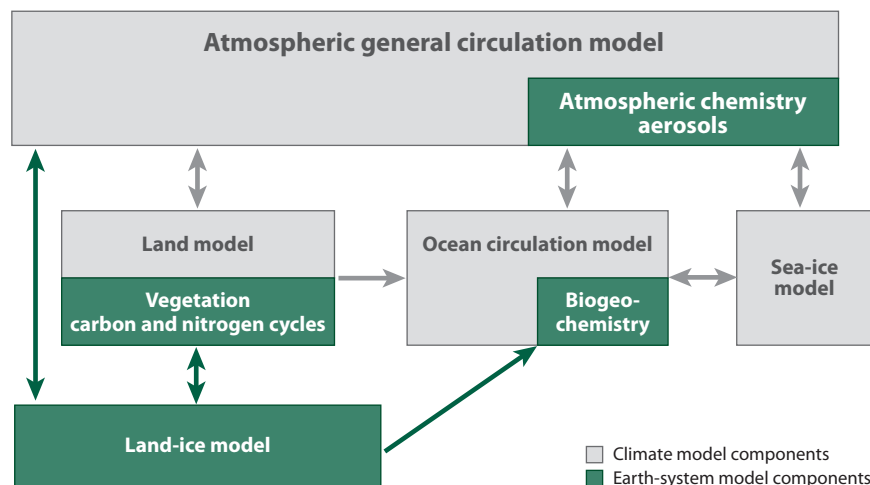 Atmospheric general circulation model
Atmospheric chemistry
aerosols
Land model
Vegetation
carbon and nitrogen cycles
Ocean circulation model
Biogeo-
chemistry
Sea-ice
model
Land-ice model
Climate model components
Earth-system model components